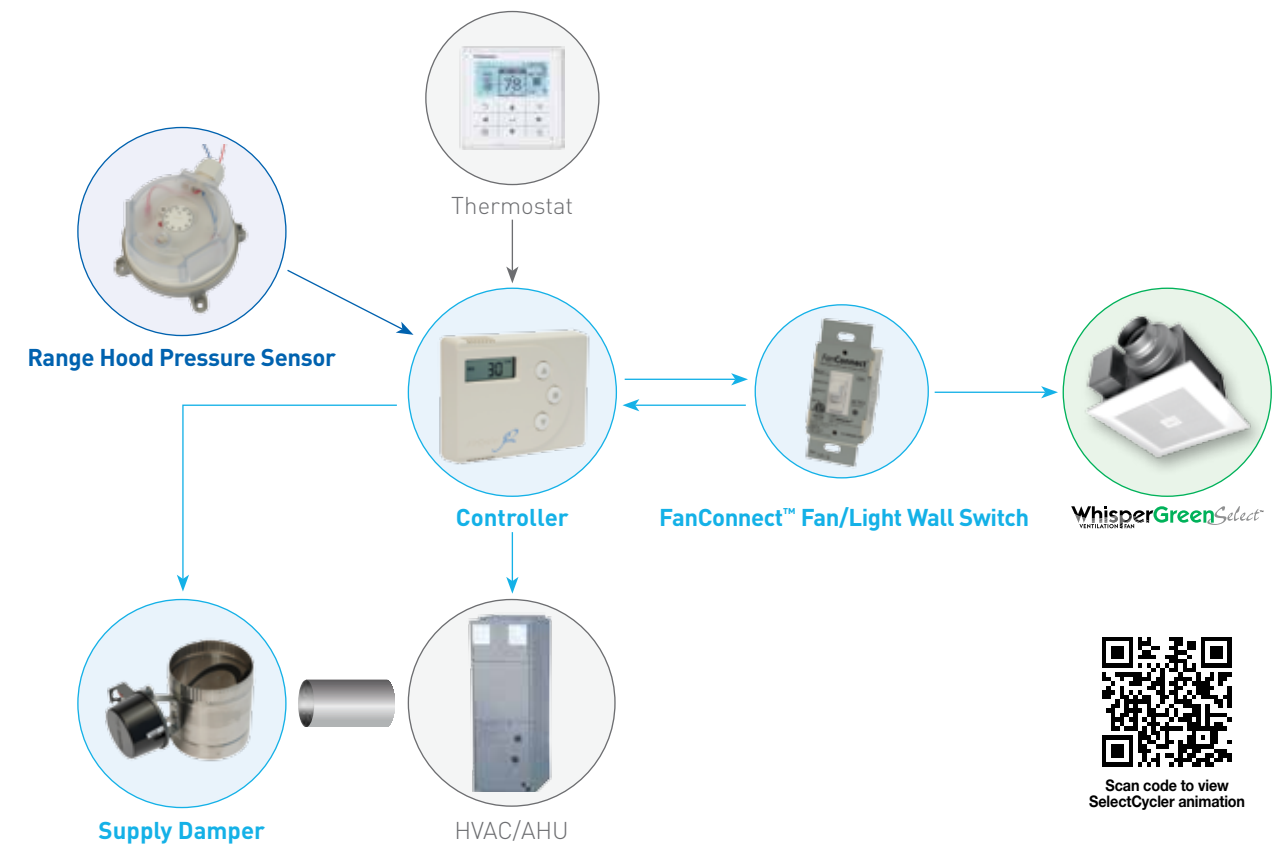 78
Thermostat
Range Hood Pressure Sensor
30
FanConnect
Controller
FanConnect™ Fan/Light Wall Switch
WhisperGreenSelect™
VENTILATION FAN
Supply Damper
HVAC/AHU
Scan code to view
SelectCycler animation